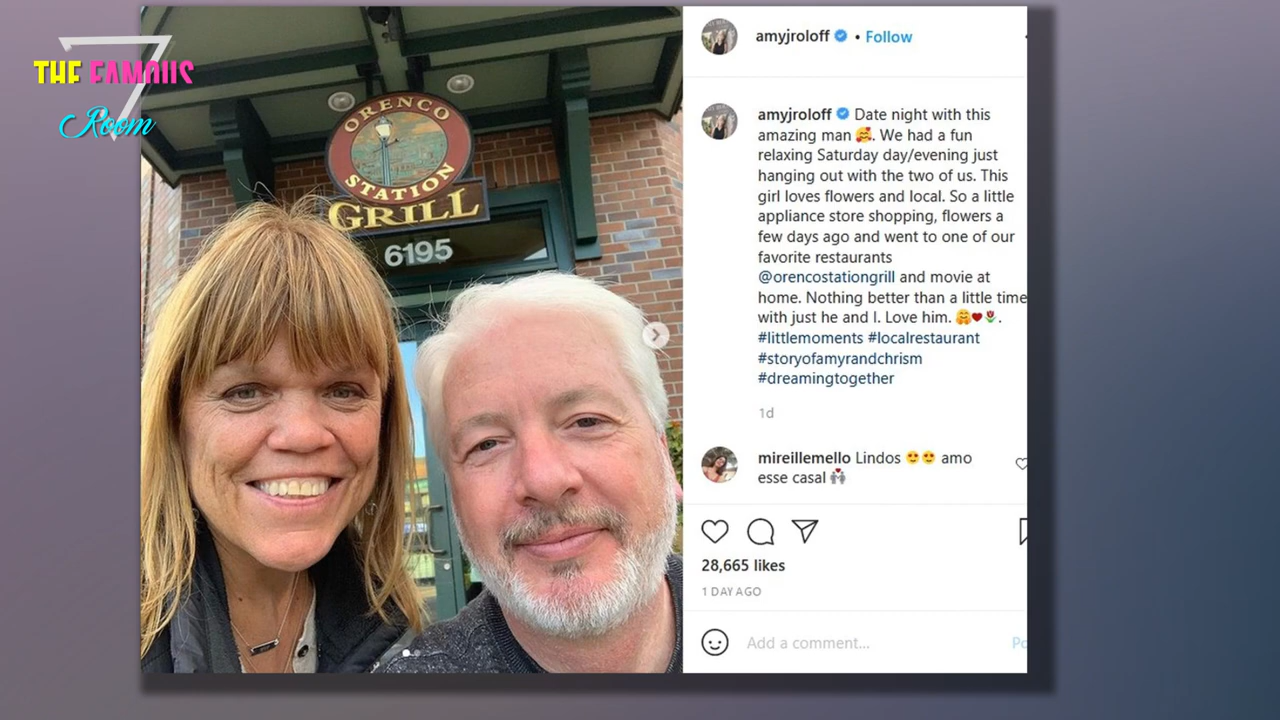 THE FAMOUS
7
Room
ORENCO
STATION
GRILL
6195
amyjroloff • Follow
amyjroloff Date night with this
amazing man 🥰. We had a fun
relaxing Saturday day/evening just
hanging out with the two of us. This
girl loves flowers and local. So a little
appliance store shopping, flowers a
few days ago and went to one of our
favorite restaurants
@orencostationgrill and movie at
home. Nothing better than a little time
with just he and I. Love him. 🤗❤️🌷.
#littlemoments #localrestaurant
#storyofamyrandchrism
#dreamingtogether
1d
mireillemello Lindos 😍😍 amo
esse casal 👩‍❤️‍👨
28,665 likes
1 DAY AGO
Add a comment...
Po